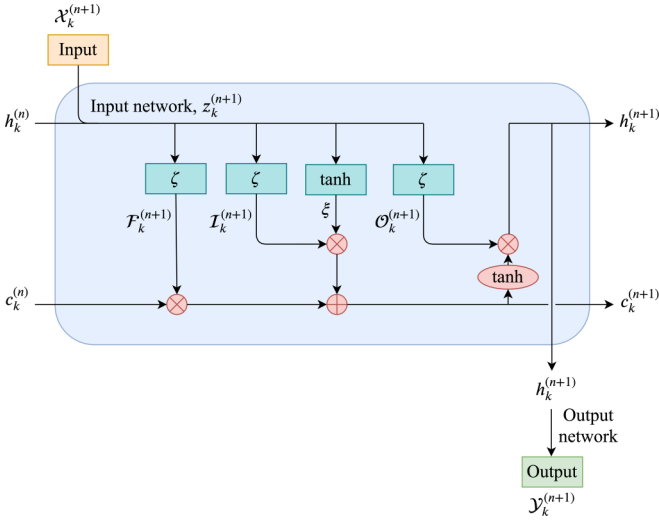 𝒳_k^(n+1)
Input
Input network, z_k^(n+1)
h_k^(n)
h_k^(n+1)
ζ
ζ
tanh
ζ
ℱ_k^(n+1)
ℐ_k^(n+1)
ξ
𝒪_k^(n+1)
tanh
c_k^(n)
c_k^(n+1)
h_k^(n+1)
Output
network
Output
𝒴_k^(n+1)